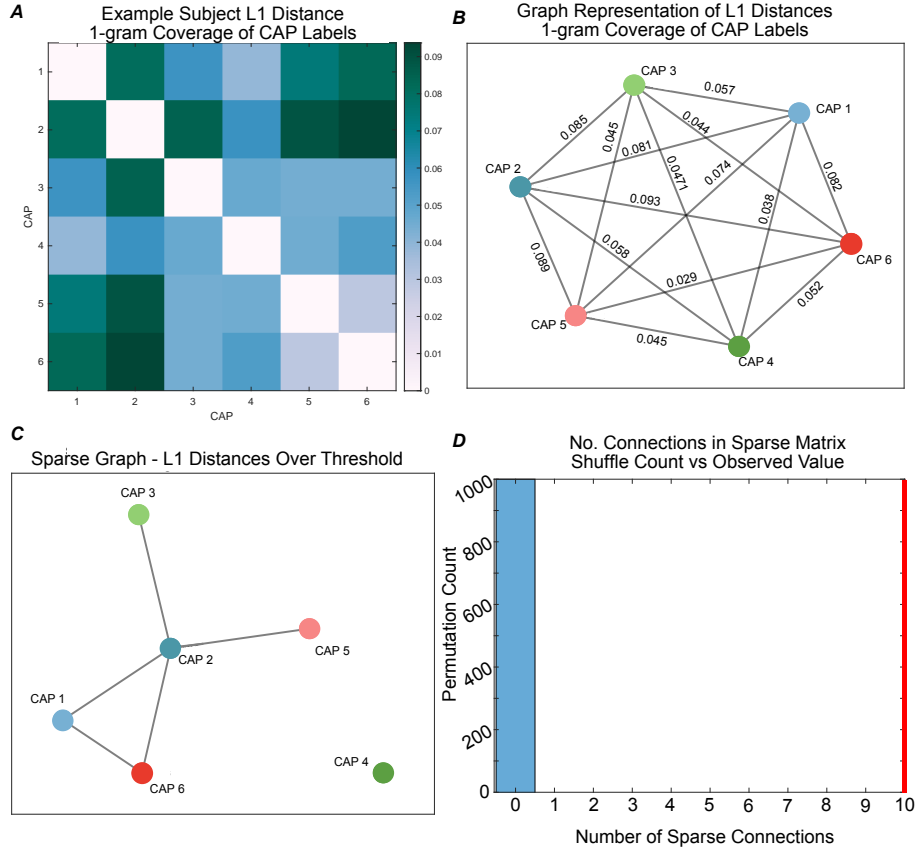 A
Example Subject L1 Distance
1-gram Coverage of CAP Labels
1
2
3
4
5
6
CAP
1 2 3 4 5 6
CAP
0.09
0.08
0.07
0.06
0.05
0.04
0.03
0.02
0.01
0
B
Graph Representation of L1 Distances
1-gram Coverage of CAP Labels
CAP 3
0.057
CAP 1
0.085
0.045
0.044
0.081
0.074
0.082
CAP 2
0.0471
0.093
0.038
0.058
CAP 6
0.089
0.029
0.052
CAP 5
0.045
CAP 4
C
Sparse Graph - L1 Distances Over Threshold
CAP 3
CAP 2
CAP 5
CAP 1
CAP 4
CAP 6
D
No. Connections in Sparse Matrix
Shuffle Count vs Observed Value
1000
800
600
400
200
0
Permutation Count
0 1 2 3 4 5 6 7 8 9 10
Number of Sparse Connections